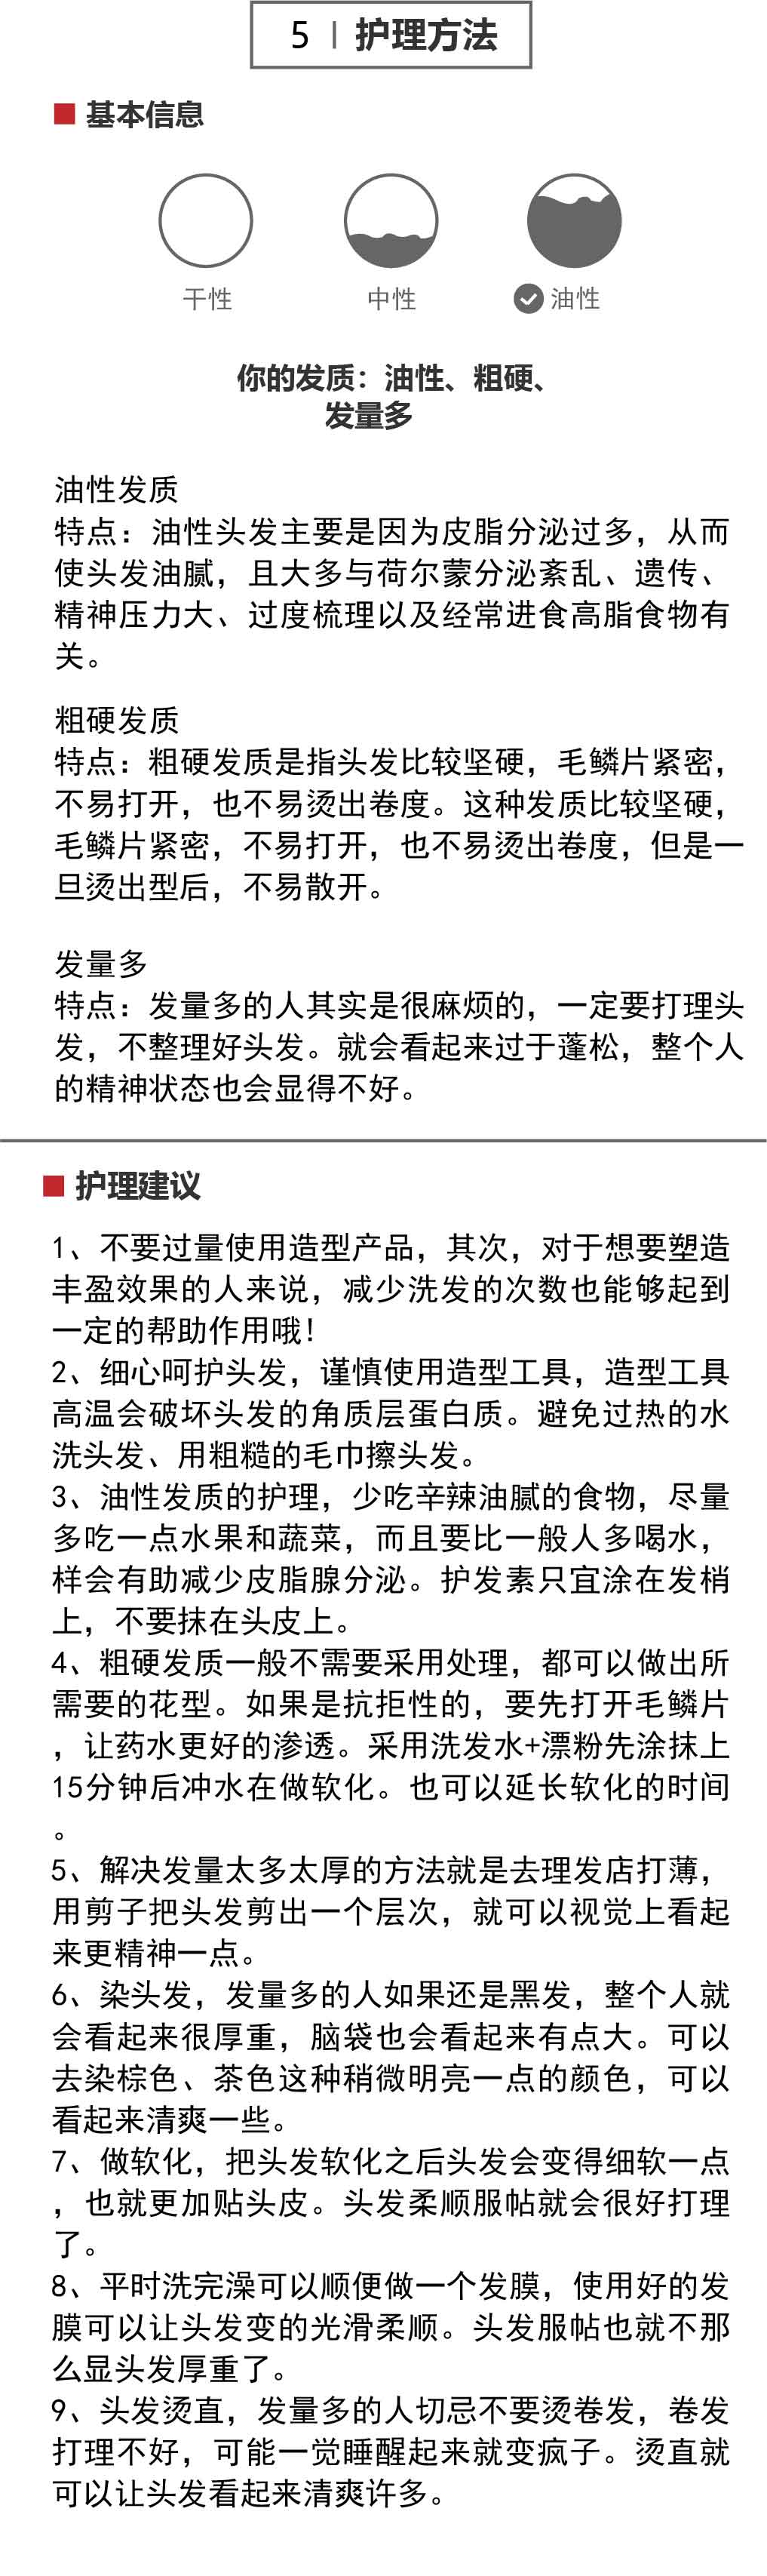 5 | 护理方法
基本信息
干性 中性 油性
你的发质：油性、粗硬、
发量多
油性发质
特点：油性头发主要是因为皮脂分泌过多，从而
使头发油腻，且大多与荷尔蒙分泌紊乱、遗传、
精神压力大、过度梳理以及经常进食高脂食物有
关。
粗硬发质
特点：粗硬发质是指头发比较坚硬，毛鳞片紧密，
不易打开，也不易烫出卷度。这种发质比较坚硬，
毛鳞片紧密，不易打开，也不易烫出卷度，但是一
旦烫出型后，不易散开。
发量多
特点：发量多的人其实是很麻烦的，一定要打理头
发，不整理好头发。就会看起来过于蓬松，整个人
的精神状态也会显得不好。
护理建议
1、不要过量使用造型产品，其次，对于想要塑造
丰盈效果的人来说，减少洗发的次数也能够起到
一定的帮助作用哦！
2、细心呵护头发，谨慎使用造型工具，造型工具
高温会破坏头发的角质层蛋白质。避免过热的水
洗头发、用粗糙的毛巾擦头发。
3、油性发质的护理，少吃辛辣油腻的食物，尽量
多吃一点水果和蔬菜，而且要比一般人多喝水，
样会有助减少皮脂腺分泌。护发素只宜涂在发梢
上，不要抹在头皮上。
4、粗硬发质一般不需要采用处理，都可以做出所
需要的花型。如果是抗拒性的，要先打开毛鳞片
，让药水更好的渗透。采用洗发水+漂粉先涂抹上
15分钟后冲水在做软化。也可以延长软化的时间
。
5、解决发量太多太厚的方法就是去理发店打薄，
用剪子把头发剪出一个层次，就可以视觉上看起
来更精神一点。
6、染头发，发量多的人如果还是黑发，整个人就
会看起来很厚重，脑袋也会看起来有点大。可以
去染棕色、茶色这种稍微明亮一点的颜色，可以
看起来清爽一些。
7、做软化，把头发软化之后头发会变得细软一点
，也就更加贴头皮。头发柔顺服帖就会很好打理
了。
8、平时洗完澡可以顺便做一个发膜，使用好的发
膜可以让头发变的光滑柔顺。头发服帖也就不那
么显头发厚重了。
9、头发烫直，发量多的人切忌不要烫卷发，卷发
打理不好，可能一觉睡醒起来就变疯子。烫直就
可以让头发看起来清爽许多。